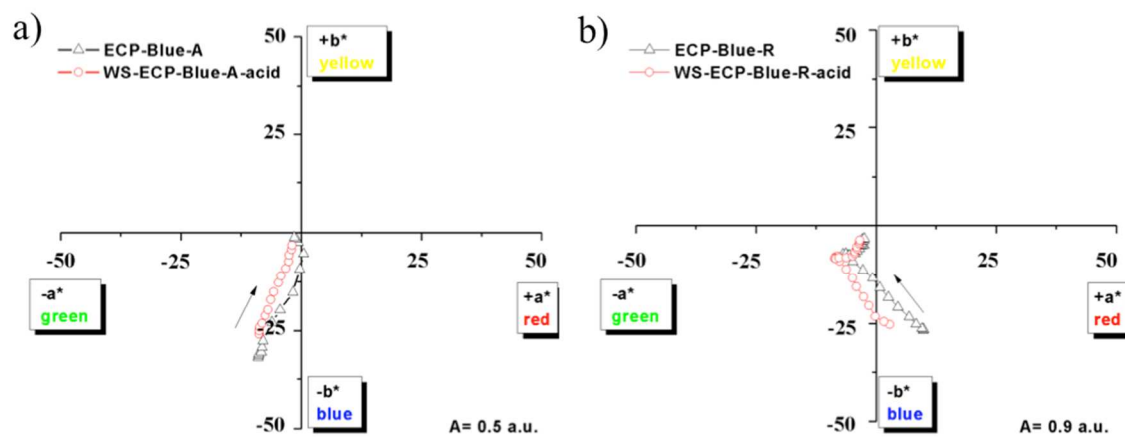 a)
50
+b*
yellow
ECP-Blue-A
WS-ECP-Blue-A-acid
25
-50
-25
25
50
-a*
green
+a*
red
-25
-b*
blue
-50
A= 0.5 a.u.
b)
50
+b*
yellow
ECP-Blue-R
WS-ECP-Blue-R-acid
25
-50
-25
25
50
-a*
green
+a*
red
-25
-b*
blue
-50
A= 0.9 a.u.